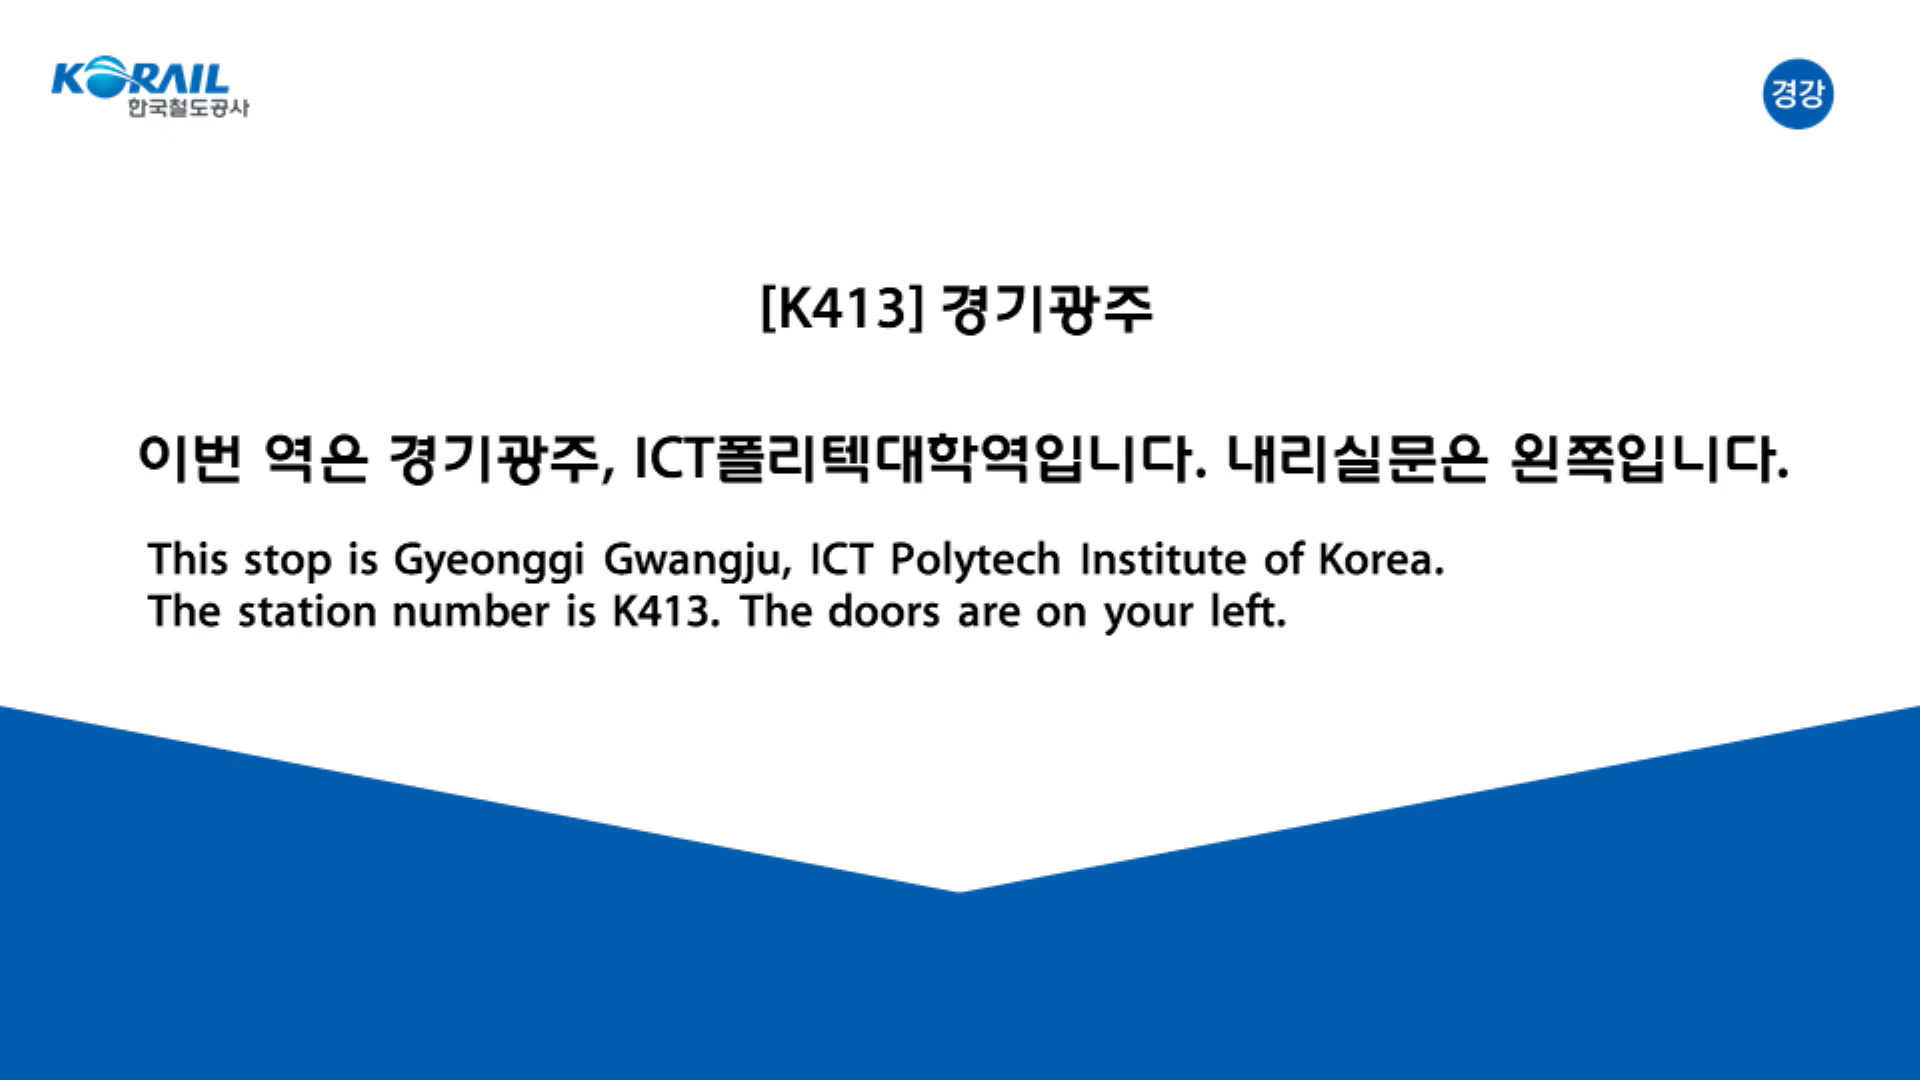 KORAIL
한국철도공사
경강
[K413] 경기광주
이번 역은 경기광주, ICT폴리텍대학역입니다. 내리실문은 왼쪽입니다.
This stop is Gyeonggi Gwangju, ICT Polytech Institute of Korea.
The station number is K413. The doors are on your left.